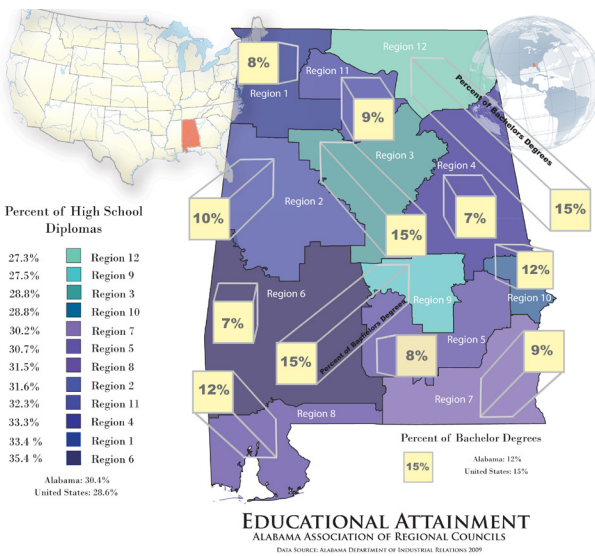 8%
Region 12
Region 11
Region 1
Percent of Bachelors Degrees
9%
Region 3
Region 4
Region 2
10%
7%
15%
15%
Percent of High School
Diplomas
27.3% Region 12
27.5% Region 9
28.8% Region 3
28.8% Region 10
30.2% Region 7
30.7% Region 5
31.5% Region 8
31.6% Region 2
32.3% Region 11
33.3% Region 4
33.4 % Region 1
35.4 % Region 6
Alabama: 30.4%
United States: 28.6%
12%
Region 6
Region 9
Region 10
7%
Percent of Bachelors Degrees
Region 5
15%
8%
9%
12%
Region 7
Region 8
Percent of Bachelor Degrees
15%
Alabama: 12%
United States: 15%
EDUCATIONAL ATTAINMENT
ALABAMA ASSOCIATION OF REGIONAL COUNCILS
DATA SOURCE: ALABAMA DEPARTMENT OF INDUSTRIAL RELATIONS 2009